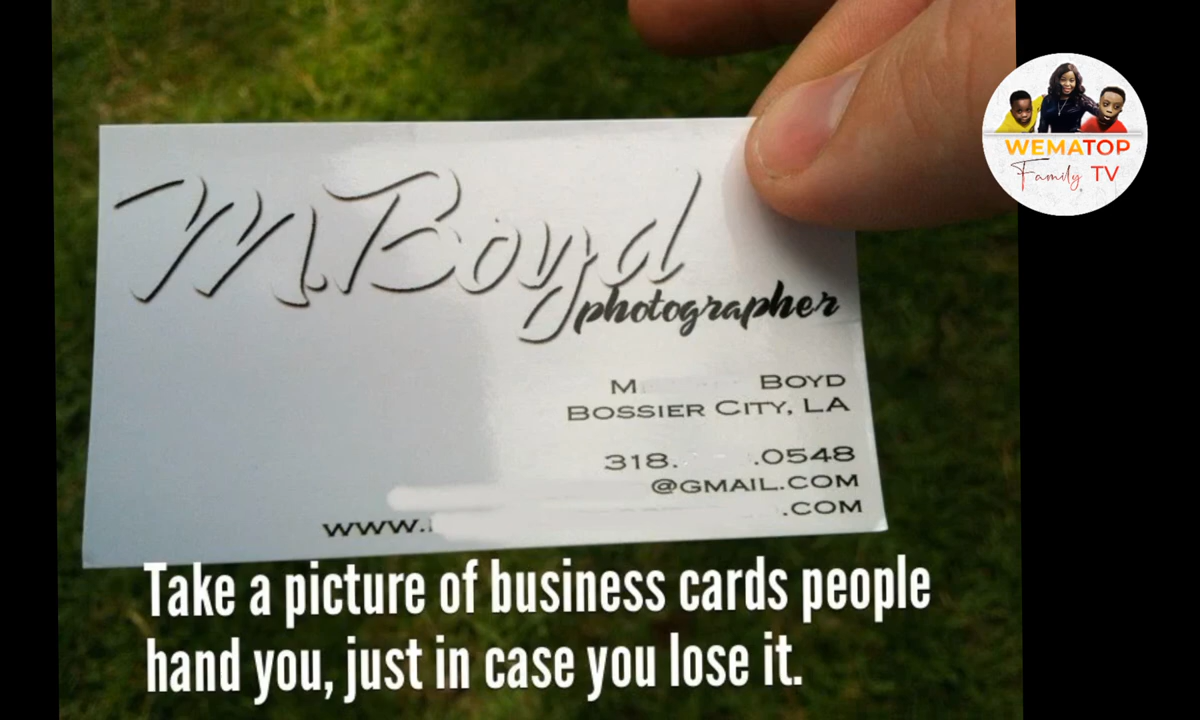 M.Boyd
photographer
M BOYD
BOSSIER CITY, LA
318. .0548
@GMAIL.COM
WWW. .COM
Take a picture of business cards people
hand you, just in case you lose it.
WEMATOP
Family TV